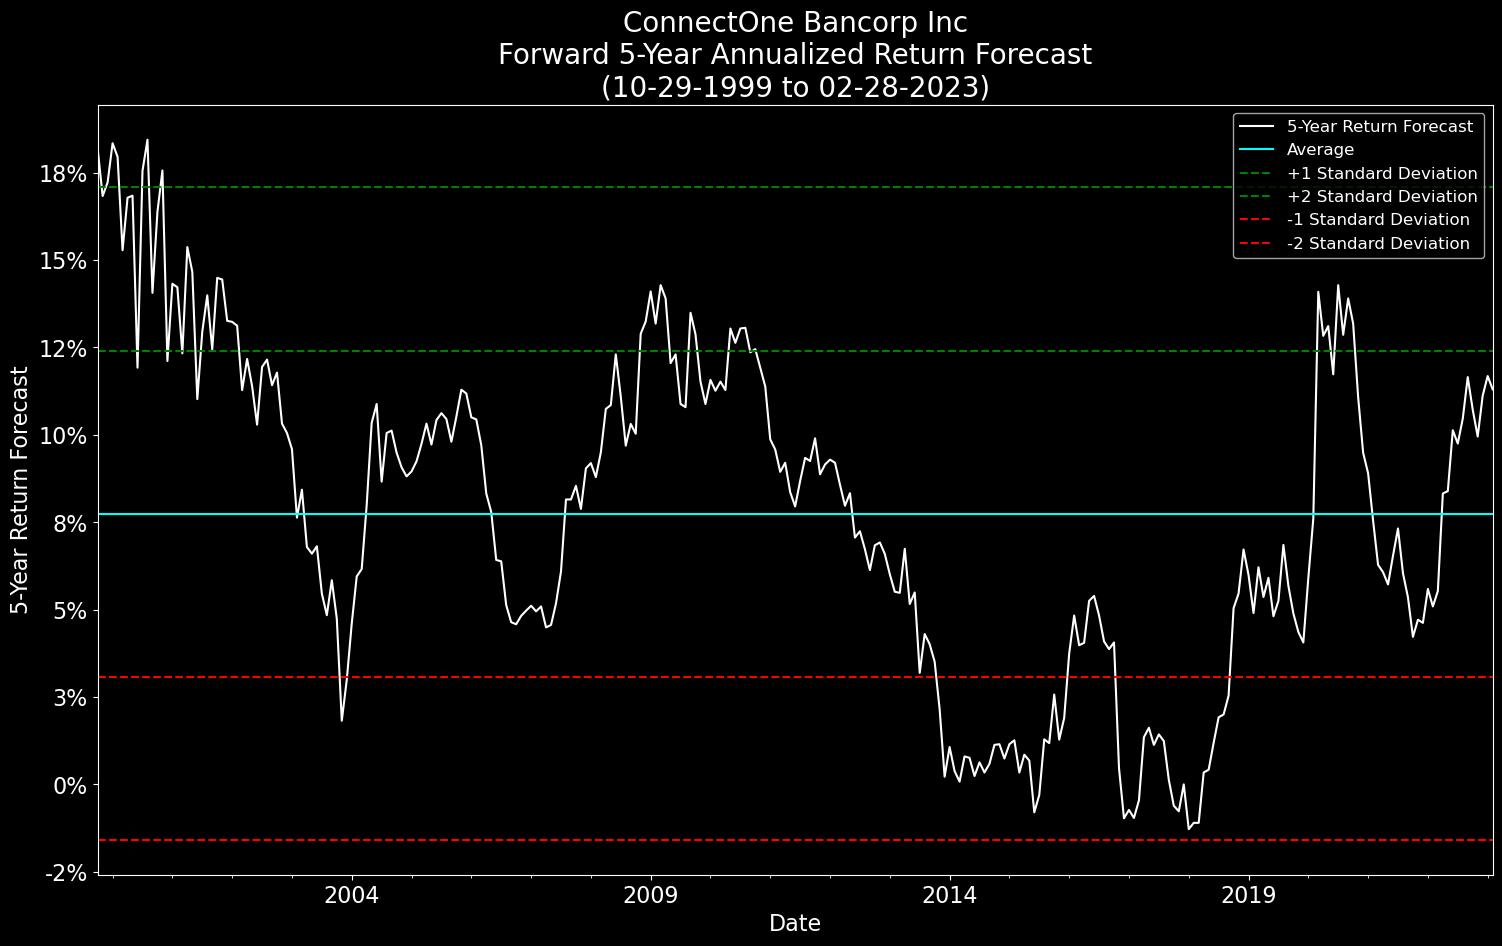 ConnectOne Bancorp Inc
Forward 5-Year Annualized Return Forecast
(10-29-1999 to 02-28-2023)
5-Year Return Forecast
Average
+1 Standard Deviation
+2 Standard Deviation
-1 Standard Deviation
-2 Standard Deviation
18%
15%
12%
10%
8%
5%
3%
0%
-2%
5-Year Return Forecast
2004
2009
2014
2019
Date